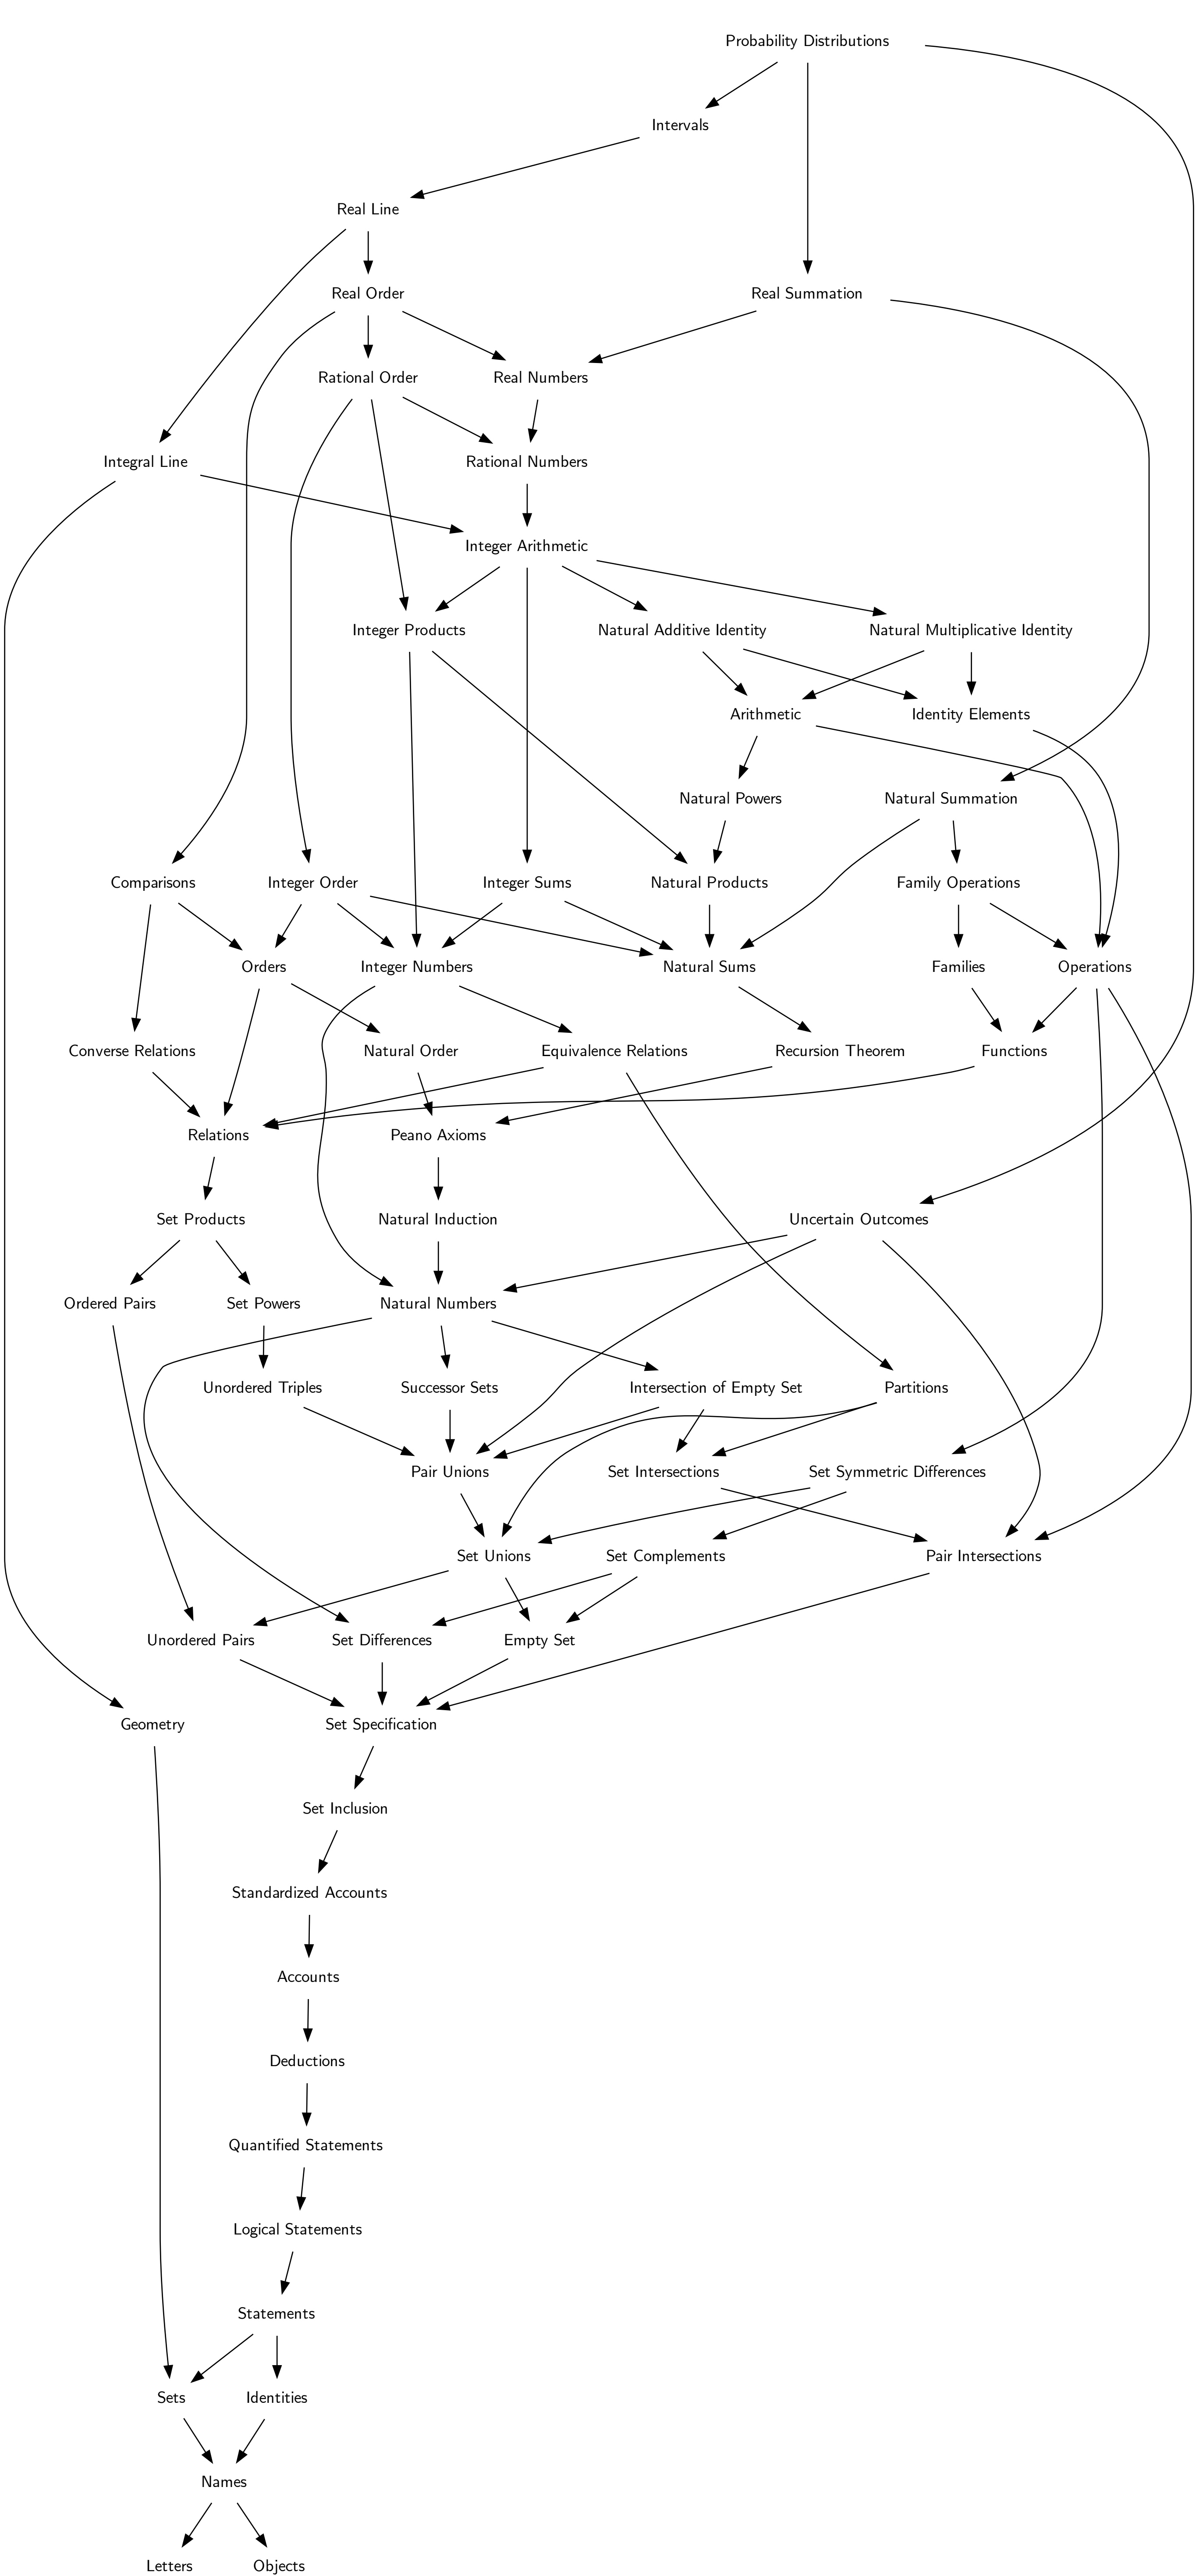 Probability Distributions
Intervals
Real Line
Real Order
Real Summation
Rational Order
Real Numbers
Integral Line
Rational Numbers
Integer Arithmetic
Integer Products
Natural Additive Identity
Natural Multiplicative Identity
Arithmetic
Identity Elements
Natural Powers
Natural Summation
Comparisons
Integer Order
Integer Sums
Natural Products
Family Operations
Orders
Integer Numbers
Natural Sums
Families
Operations
Converse Relations
Natural Order
Equivalence Relations
Recursion Theorem
Functions
Relations
Peano Axioms
Set Products
Natural Induction
Uncertain Outcomes
Ordered Pairs
Set Powers
Natural Numbers
Unordered Triples
Successor Sets
Intersection of Empty Set
Partitions
Pair Unions
Set Intersections
Set Symmetric Differences
Set Unions
Set Complements
Pair Intersections
Unordered Pairs
Set Differences
Empty Set
Geometry
Set Specification
Set Inclusion
Standardized Accounts
Accounts
Deductions
Quantified Statements
Logical Statements
Statements
Sets
Identities
Names
Letters
Objects